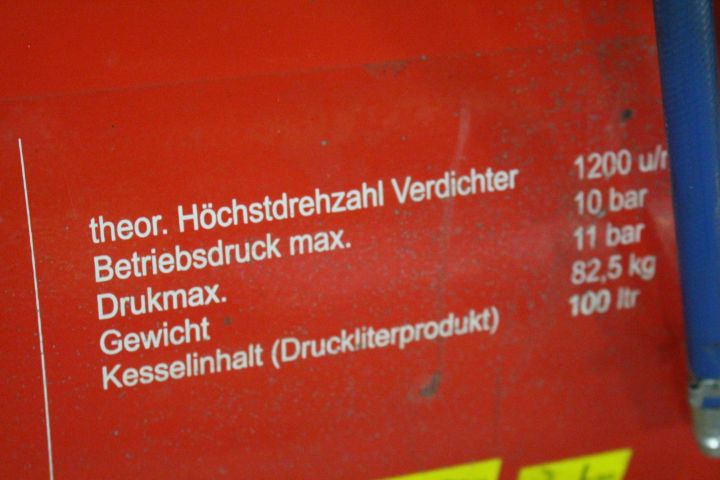 theor. Höchstdrehzahl Verdichter 1200
Betriebsdruck max. 10 bar
Drukmax. 11 bar
Gewicht 82,5 kg
Kesselinhalt (Druckliterprodukt) 100 ltr